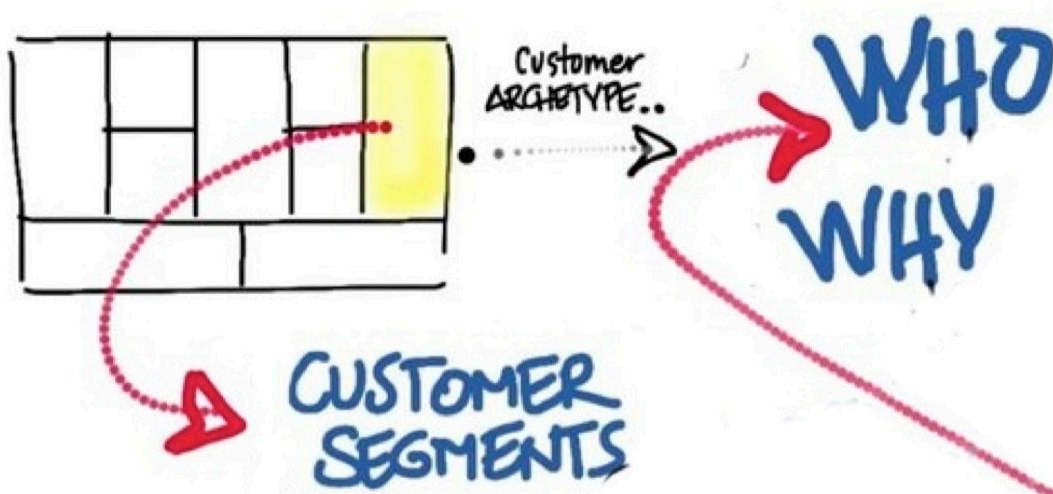 Customer
ARCHETYPE..
WHO
WHY
CUSTOMER
SEGMENTS